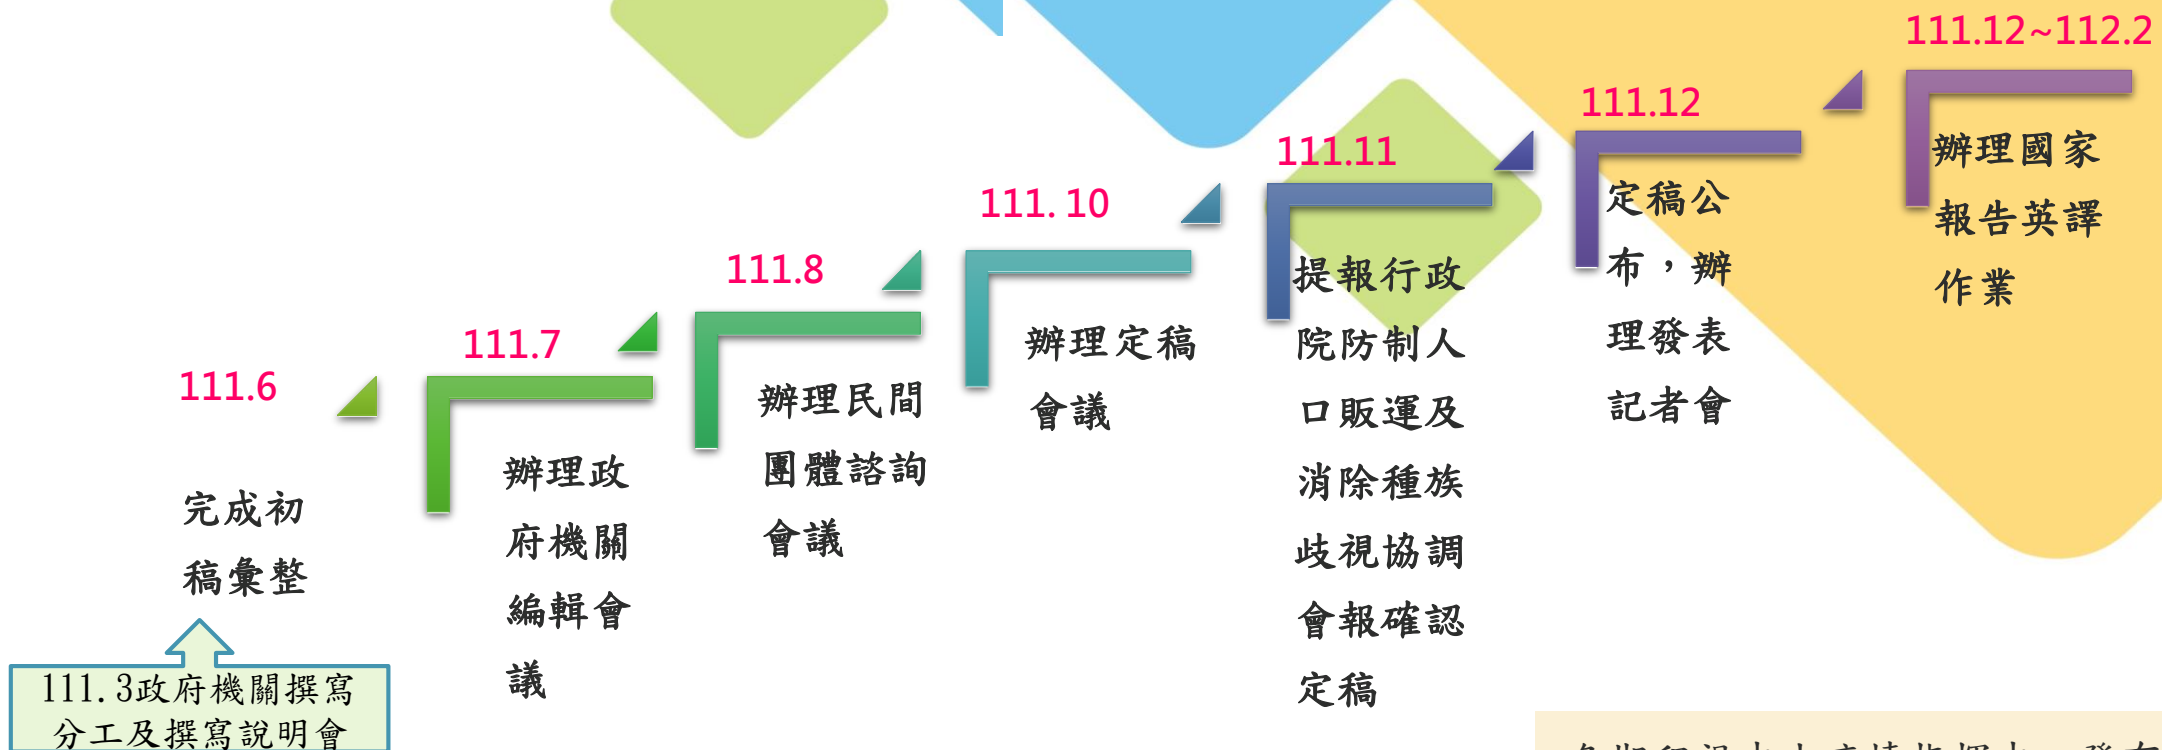 111.6
完成初
稿彙整
111.3政府機關撰寫
分工及撰寫說明會
111.7
辦理政
府機關
編輯會
議
111.8
辦理民間
團體諮詢
會議
111. 10
辦理定稿
會議
111.11
提報行政
院防制人
口販運及
消除種族
歧視協調
會報確認
定稿
111.12
定稿公
布，辦
理發表
記者會
111.12~112.2
辦理國家
報告英譯
作業